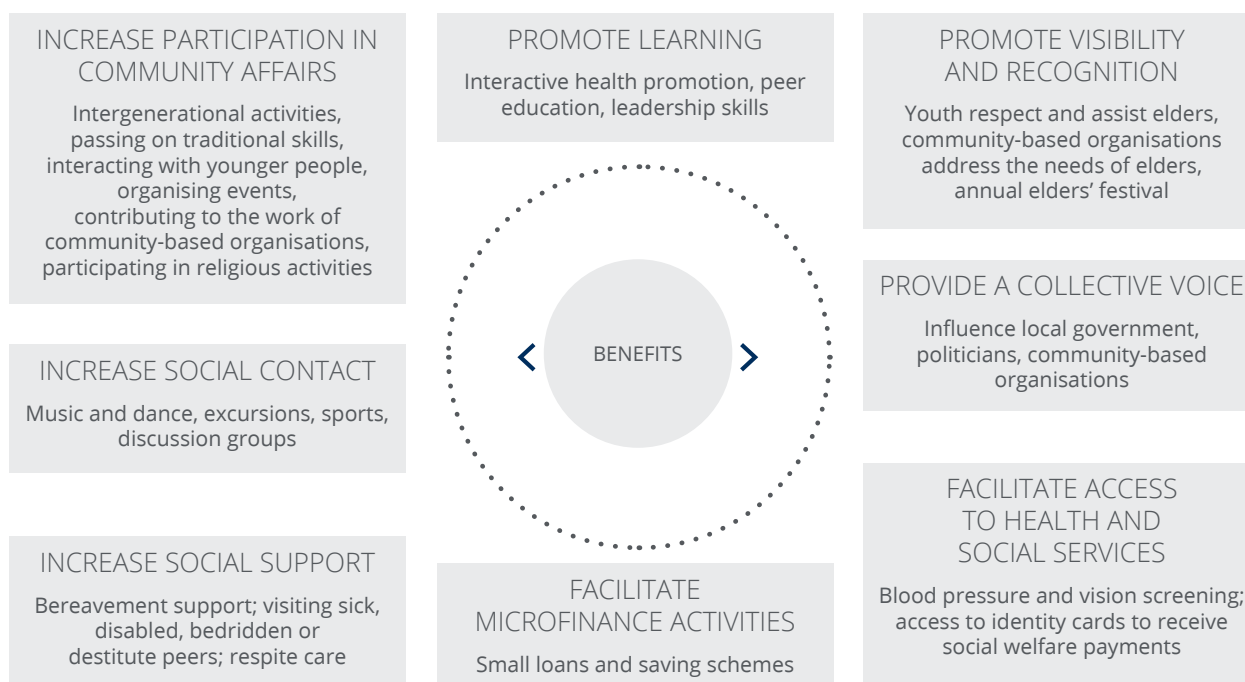 INCREASE PARTICIPATION IN
COMMUNITY AFFAIRS
Intergenerational activities,
passing on traditional skills,
interacting with younger people,
organising events,
contributing to the work of
community-based organisations,
participating in religious activities
PROMOTE LEARNING
Interactive health promotion, peer
education, leadership skills
PROMOTE VISIBILITY
AND RECOGNITION
Youth respect and assist elders,
community-based organisations
address the needs of elders,
annual elders’ festival
INCREASE SOCIAL CONTACT
Music and dance, excursions, sports,
discussion groups
BENEFITS
PROVIDE A COLLECTIVE VOICE
Influence local government,
politicians, community-based
organisations
INCREASE SOCIAL SUPPORT
Bereavement support; visiting sick,
disabled, bedridden or
destitute peers; respite care
FACILITATE
MICROFINANCE ACTIVITIES
Small loans and saving schemes
FACILITATE ACCESS
TO HEALTH AND
SOCIAL SERVICES
Blood pressure and vision screening;
access to identity cards to receive
social welfare payments